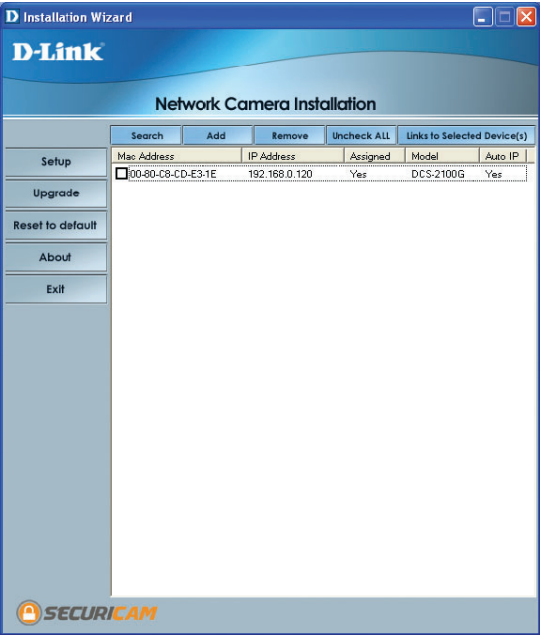 D Installation Wizard
D-Link
Network Camera Installation
Search Add Remove Uncheck ALL Links to Selected Device(s)
Mac Address IP Address Assigned Model Auto IP
00-80-C8-CD-E3-1E 192.168.0.120 Yes DCS-2100G Yes
Setup
Upgrade
Reset to default
About
Exit
SECURICAM